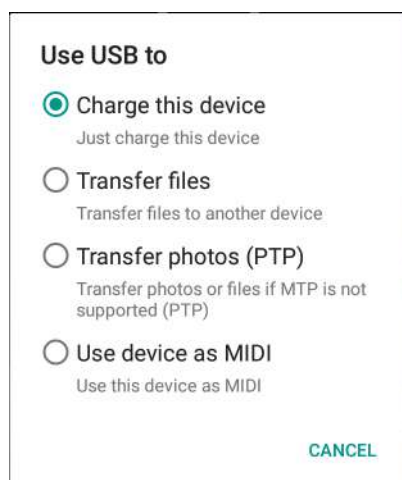 Use USB to
Charge this device
Just charge this device
Transfer files
Transfer files to another device
Transfer photos (PTP)
Transfer photos or files if MTP is not
supported (PTP)
Use device as MIDI
Use this device as MIDI
CANCEL